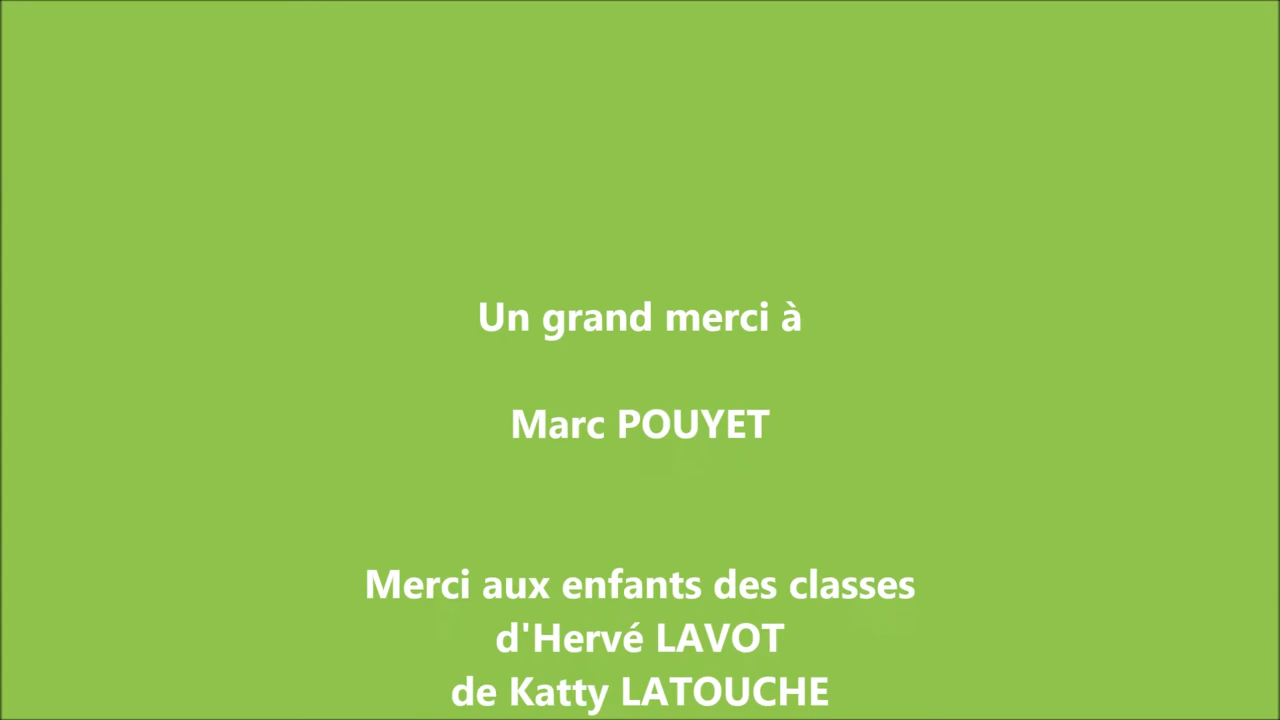 Un grand merci à
Marc POUYET
Merci aux enfants des classes
d'Hervé LAVOT
de Katty LATOUCHE